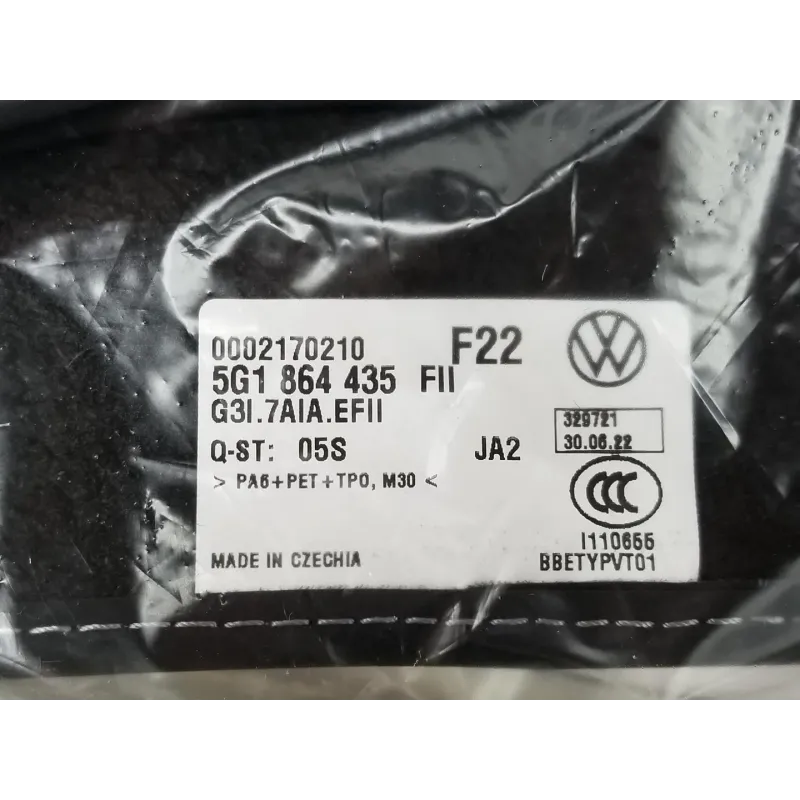 0002170210 F22
5G1 864 435 FII
G3I.7AIA.EFII
329721
30.06.22
Q-ST: 05S JA2
> PA6+PET+TPO, M30 <
CCC
I110655
MADE IN CZECHIA BBETYPVT01